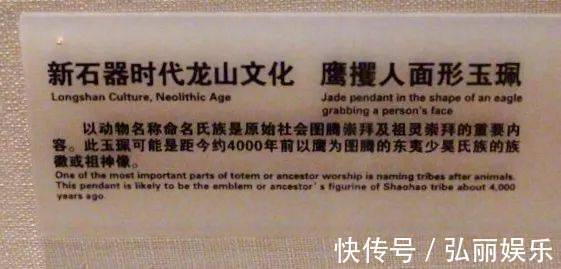 新石器时代龙山文化 鹰攫人面形玉珮
Longshan Culture, Neolithic Age Jade pendant in the shape of an eagle
grabbing a person's face
以动物名称命名氏族是原始社会图腾崇拜及祖灵崇拜的重要内
容。此玉珮可能是距今约4000年前以鹰为图腾的东夷少昊氏族的族
徽或祖神像。
One of the most important parts of totem or ancestor worship is naming tribes after animals.
This pendant is likely to be the emblem or ancestor's figurine of Shaohao tribe about 4,000
years ago.
快传号 / 弘丽娱乐